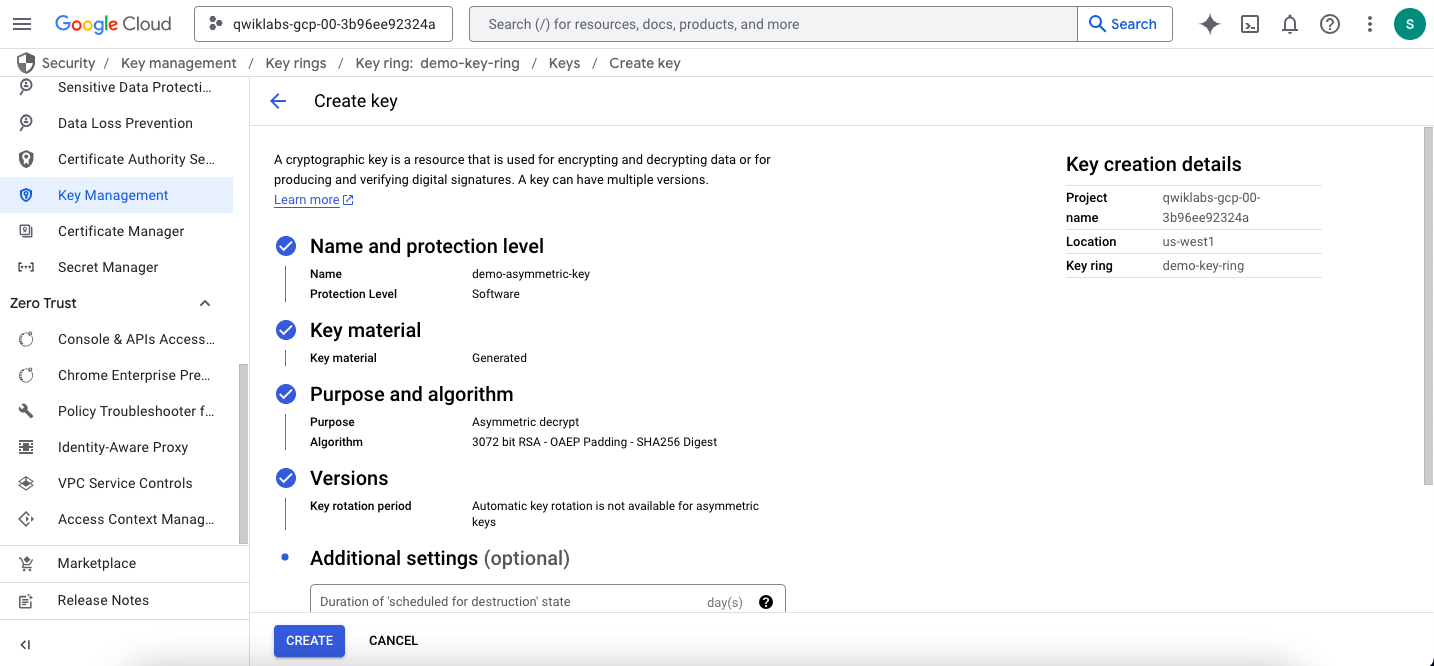 Google Cloud
qwiklabs-gcp-00-3b96ee92324a
Search (/) for resources, docs, products, and more
Search
S
Security / Key management / Key rings / Key ring: demo-key-ring / Keys / Create key
Sensitive Data Protecti...
Data Loss Prevention
Certificate Authority Se...
Key Management
Certificate Manager
Secret Manager
Zero Trust
Console & APIs Access...
Chrome Enterprise Pre...
Policy Troubleshooter f...
Identity-Aware Proxy
VPC Service Controls
Access Context Manag...
Marketplace
Release Notes
Create key
A cryptographic key is a resource that is used for encrypting and decrypting data or for
producing and verifying digital signatures. A key can have multiple versions.
Learn more
Name and protection level
Name demo-asymmetric-key
Protection Level Software
Key material
Key material Generated
Purpose and algorithm
Purpose Asymmetric decrypt
Algorithm 3072 bit RSA - OAEP Padding - SHA256 Digest
Versions
Key rotation period Automatic key rotation is not available for asymmetric
keys
Additional settings (optional)
Duration of 'scheduled for destruction' state day(s)
CREATE CANCEL
Key creation details
Project qwiklabs-gcp-00-
name 3b96ee92324a
Location us-west1
Key ring demo-key-ring